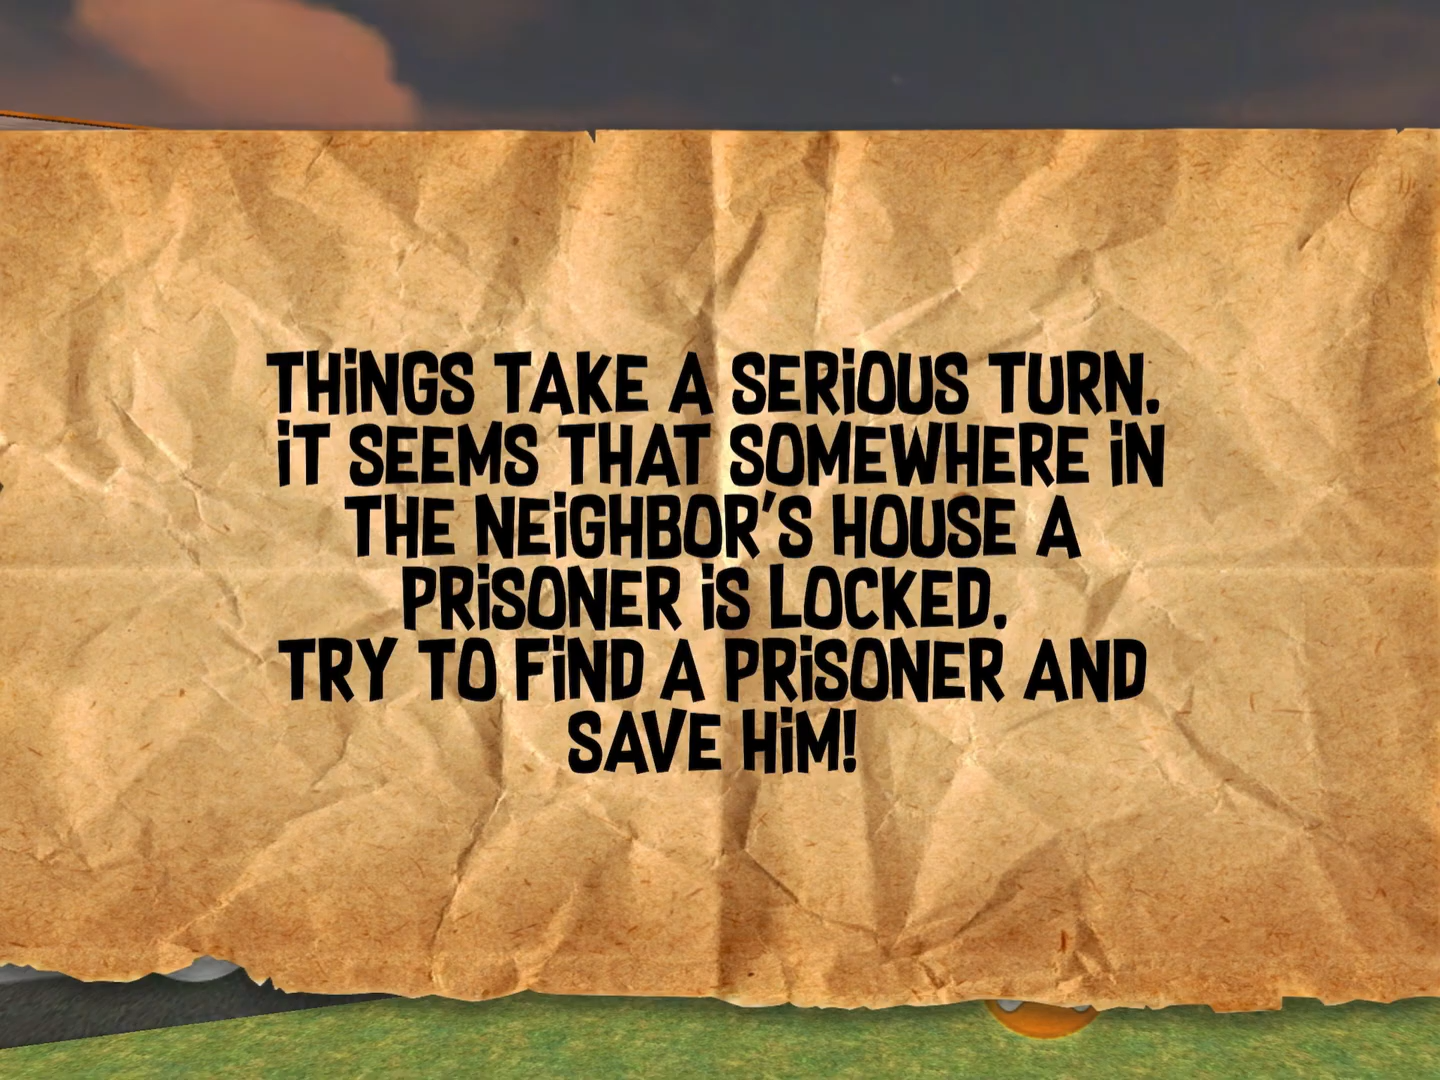 THiNGS TAKE A SERiOUS TURN.
iT SEEMS THAT SOMEWHERE iN
THE NEiGHBOR'S HOUSE A
PRiSONER iS LOCKED.
TRY TO FiND A PRiSONER AND
SAVE HiM!